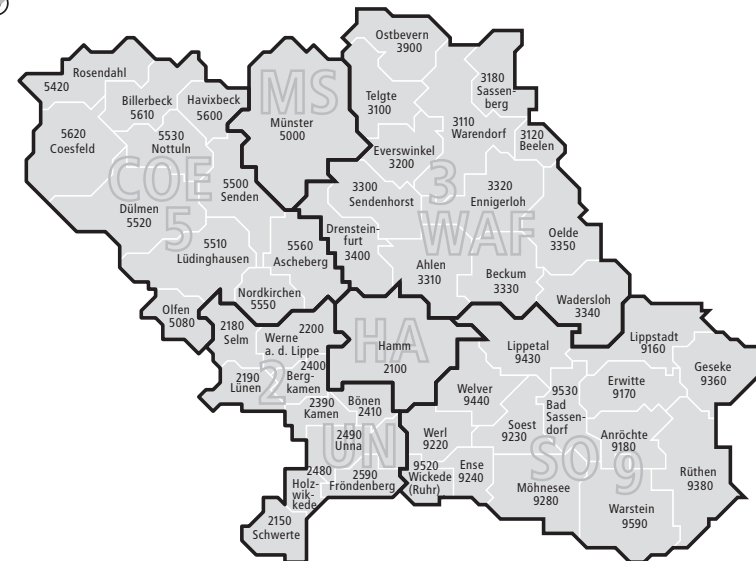 Ostbevern
3900
Rosendahl
5420
MS
3180
Sassen-
berg
Billerbeck
5610
Havixbeck
5600
Telgte
3100
Münster
5000
3110
Warendorf
5620
Coesfeld
5530
Nottuln
3120
Beelen
Everswinkel
3200
COE
5
5500
Senden
3300
Sendenhorst
3
WAF
3320
Ennigerloh
Dülmen
5520
Drenstein-
furt
3400
Oelde
3350
5510
Lüdinghausen
5560
Ascheberg
Ahlen
3310
Beckum
3330
Nordkirchen
5550
Wadersloh
3340
Olfen
5080
2180
Selm
2200
Werne
a. d. Lippe
HA
Hamm
2100
Lippetal
9430
Lippstadt
9160
Geseke
9360
2190
Lünen
2
2400
Berg-
kamen
Erwitte
9170
Welver
9440
9530
Bad
Sassen-
dorf
2390
Kamen
Bönen
2410
UN
2490
Unna
Werl
9220
Soest
9230
Anröchte
9180
SO
9
2480
Holz-
wik-
kede
2590
Fröndenberg
9520
Wickede
(Ruhr)
Ense
9240
Möhnesee
9280
Rüthen
9380
Warstein
9590
2150
Schwerte